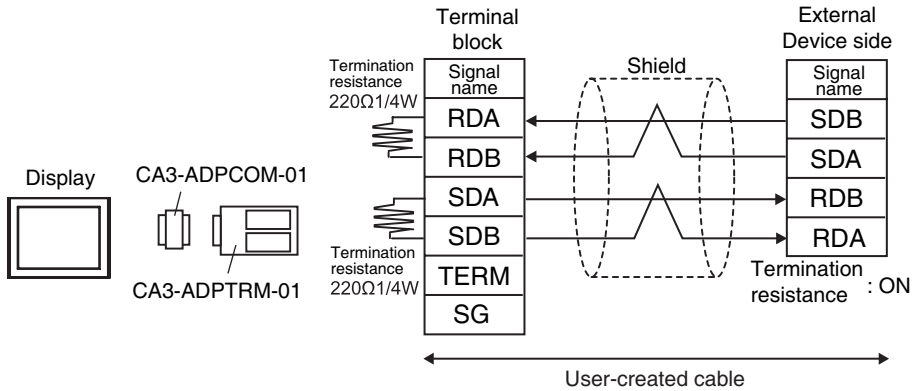 Display
CA3-ADPCOM-01
CA3-ADPTRM-01
Terminal
block
Termination
resistance
220Ω1/4W
Termination
resistance
220Ω1/4W
Signal
name
RDA
RDB
SDA
SDB
TERM
SG
Shield
External
Device side
Signal
name
SDB
SDA
RDB
RDA
Termination
resistance : ON
User-created cable